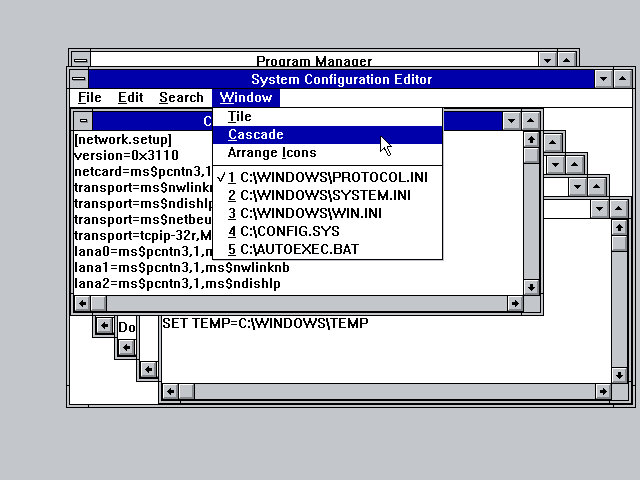 Program Manager
System Configuration Editor
File Edit Search Window
C
Tile
Cascade
Arrange Icons
✓1 C:\WINDOWS\PROTOCOL.INI
2 C:\WINDOWS\SYSTEM.INI
3 C:\WINDOWS\WIN.INI
4 C:\CONFIG.SYS
5 C:\AUTOEXEC.BAT
[network.setup]
version=0x3110
netcard=ms$pcntn3,1
transport=ms$nwlinkn
transport=ms$ndishlp
transport=ms$netbeu
transport=tcpip-32r,M
lana0=ms$pcntn3,1,m
lana1=ms$pcntn3,1,ms$nwlinknb
lana2=ms$pcntn3,1,ms$ndishlp
Do
SET TEMP=C:\WINDOWS\TEMP